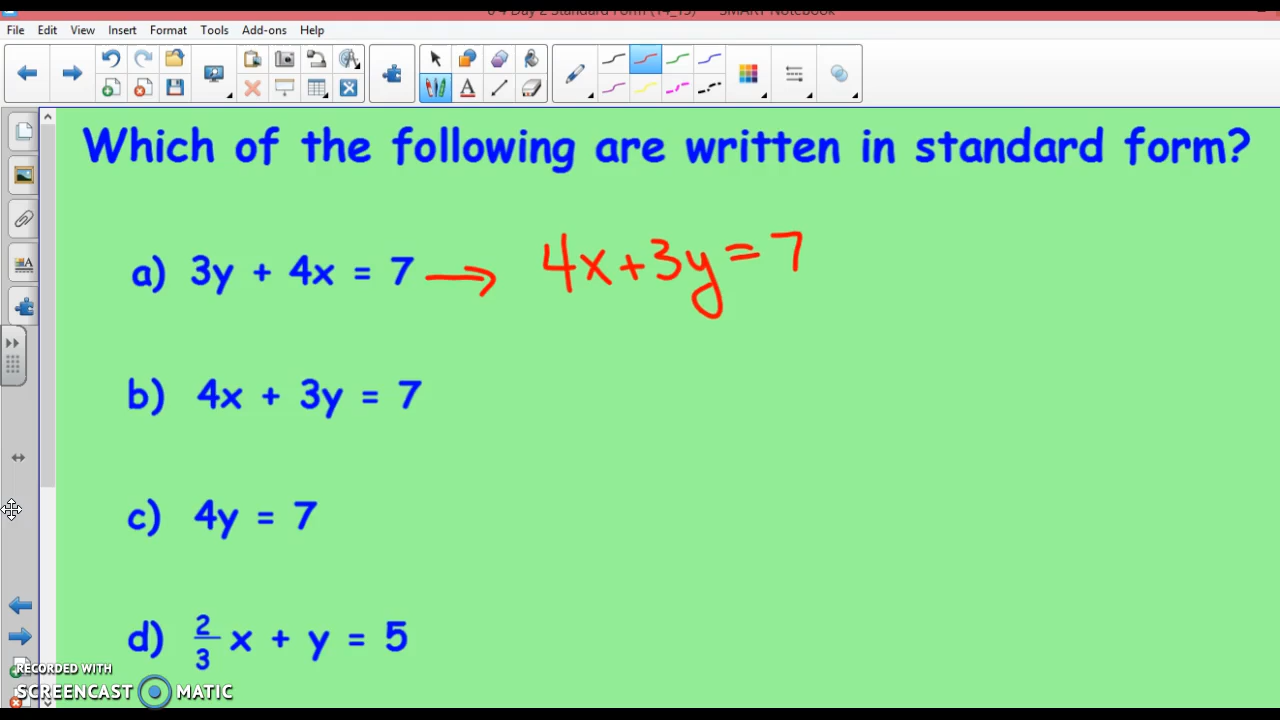 File Edit View Insert Format Tools Add-ons Help
Which of the following are written in standard form?
a) 3y + 4x = 7 → 4x+3y=7
b) 4x + 3y = 7
c) 4y = 7
d) 2/3 x + y = 5
RECORDED WITH
SCREENCAST MATIC